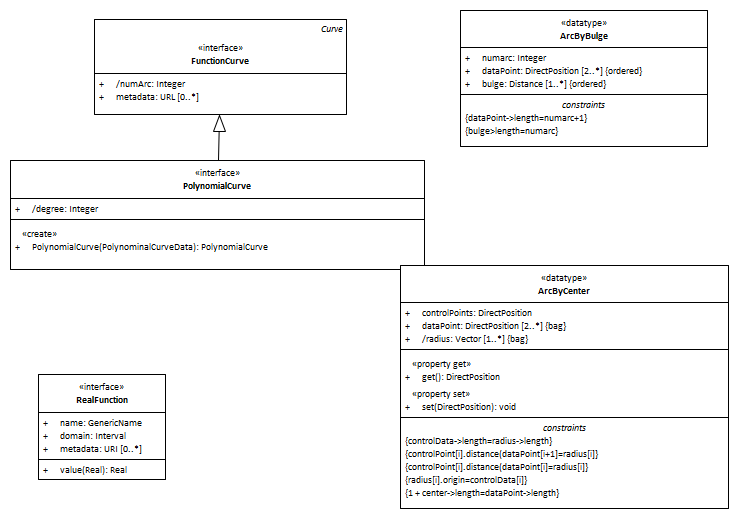 Curve
«interface»
FunctionCurve
+ /numArc: Integer
+ metadata: URL [0..*]
«datatype»
ArcByBulge
+ numarc: Integer
+ dataPoint: DirectPosition [2..*] {ordered}
+ bulge: Distance [1..*] {ordered}
constraints
{dataPoint->length=numarc+1}
{bulge>length=numarc}
«interface»
PolynomialCurve
+ /degree: Integer
«create»
+ PolynomialCurve(PolynominalCurveData): PolynomialCurve
«datatype»
ArcByCenter
+ controlPoints: DirectPosition
+ dataPoint: DirectPosition [2..*] {bag}
+ /radius: Vector [1..*] {bag}
«property get»
+ get(): DirectPosition
«property set»
+ set(DirectPosition): void
constraints
{controlData->length=radius->length}
{controlPoint[i].distance(dataPoint[i+1]=radius[i]}
{controlPoint[i].distance(dataPoint[i]=radius[i]}
{radius[i].origin=controlData[i]}
{1 + center->length=dataPoint->length}
«interface»
RealFunction
+ name: GenericName
+ domain: Interval
+ metadata: URI [0..*]
+ value(Real): Real